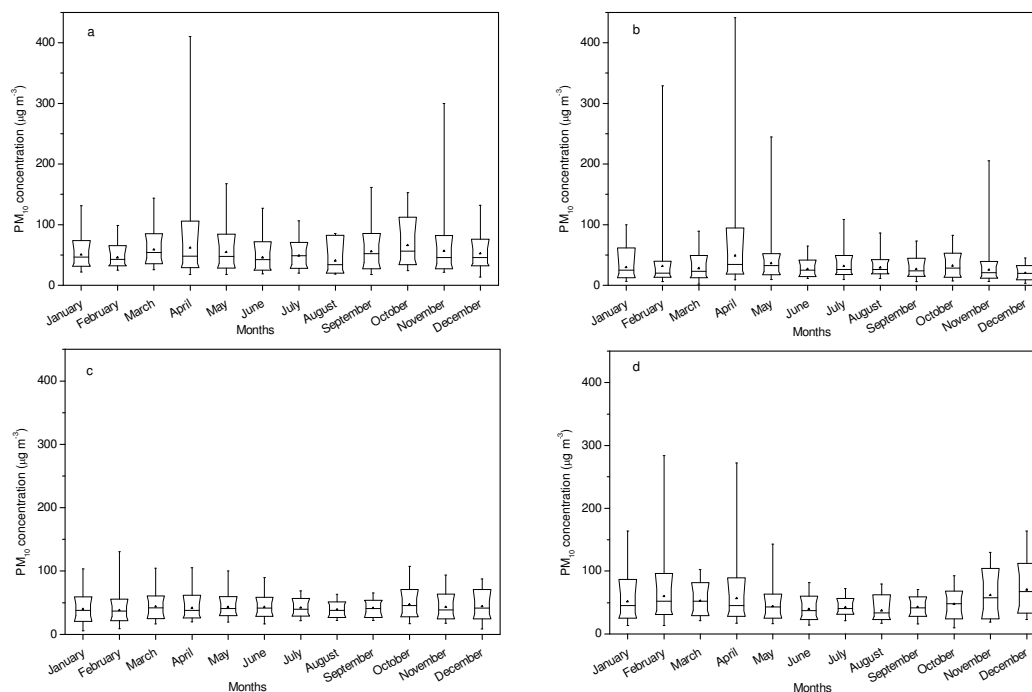 a
400
300
200
100
0
PM₁₀ concentration (µg m⁻³)
January February March April May June July August September October November December
Months
b
400
300
200
100
0
PM₁₀ concentration (µg m⁻³)
January February March April May June July August September October November December
Months
c
400
300
200
100
0
PM₁₀ concentration (µg m⁻³)
January February March April May June July August September October November December
Months
d
400
300
200
100
0
PM₁₀ concentration (µg m⁻³)
January February March April May June July August September October November December
Months